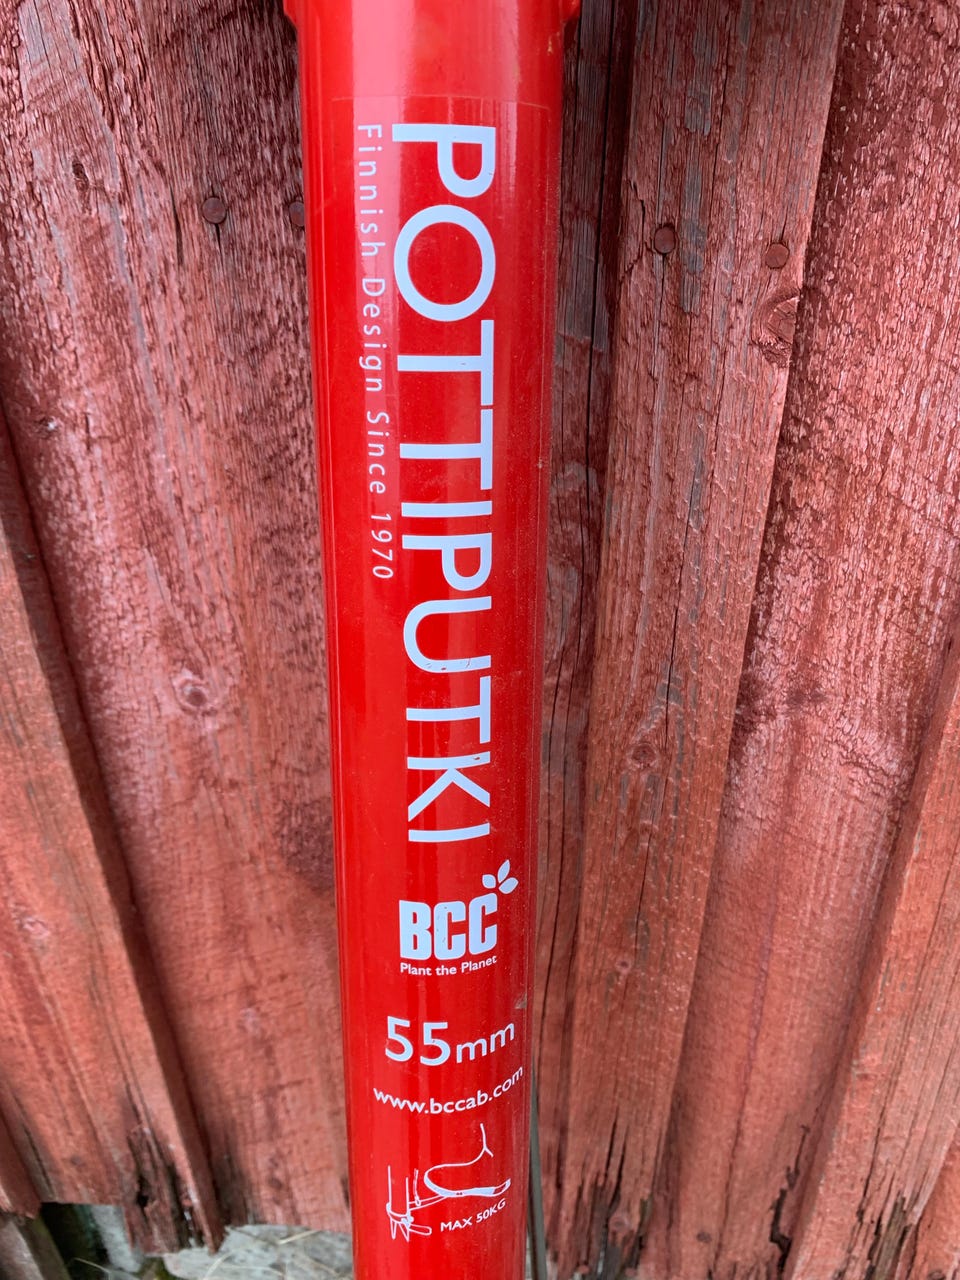 POTTIPUTKI
Finnish Design Since 1970
BCC
Plant the Planet
55mm
www.bccab.com
MAX 50KG